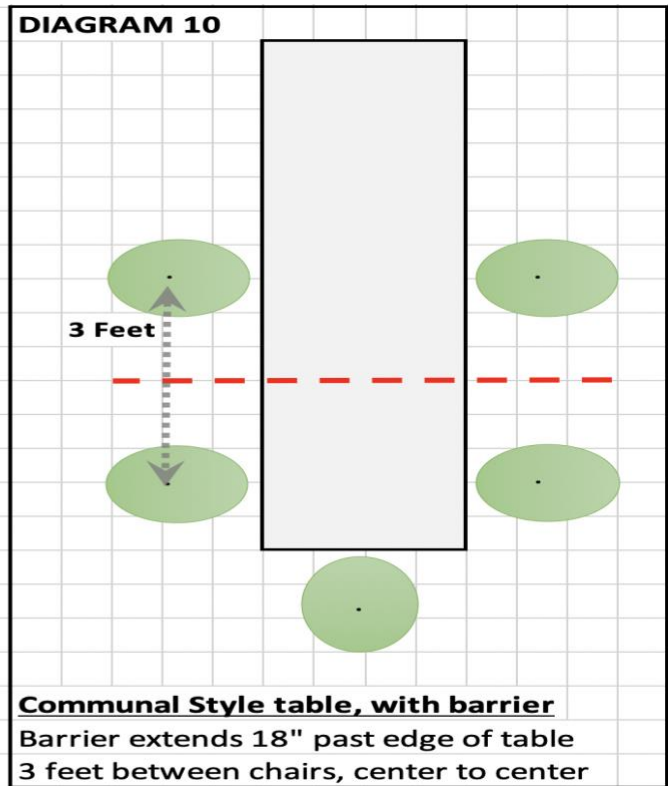 DIAGRAM 10
3 Feet
Communal Style table, with barrier
Barrier extends 18" past edge of table
3 feet between chairs, center to center